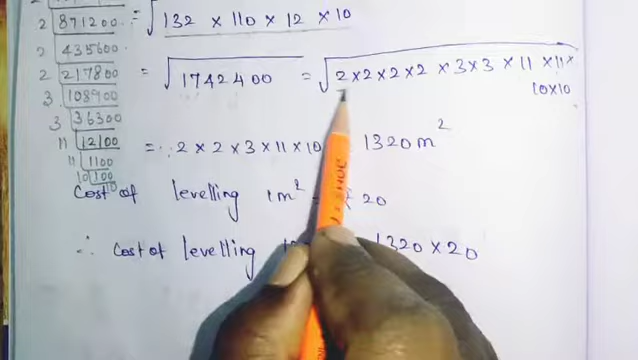 2 | 871200 = √132 × 110 × 12 × 10
2 | 435600
2 | 217800 = √1742400 = √2×2×2×2 × 3×3 × 11 × 11 × 10×10
3 | 108900
3 | 36300
11 | 12100 = 2 × 2 × 3 × 11 × 10 1320 m²
11 | 1100
10 | 100
10
Cost of levelling 1m² = ₹ 20
∴ Cost of levelling 1320 × 20